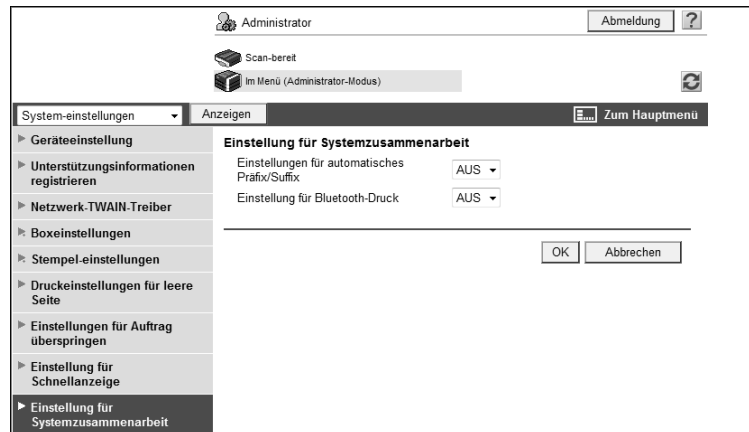 Administrator
Abmeldung
?
Scan-bereit
Im Menü (Administrator-Modus)
System-einstellungen
Anzeigen
Zum Hauptmenü
Geräteeinstellung
Unterstützungsinformationen
registrieren
Netzwerk-TWAIN-Treiber
Boxeinstellungen
Stempel-einstellungen
Druckeinstellungen für leere
Seite
Einstellungen für Auftrag
überspringen
Einstellung für
Schnellanzeige
Einstellung für
Systemzusammenarbeit
Einstellung für Systemzusammenarbeit
Einstellungen für automatisches
Präfix/Suffix
AUS
Einstellung für Bluetooth-Druck
AUS
OK
Abbrechen